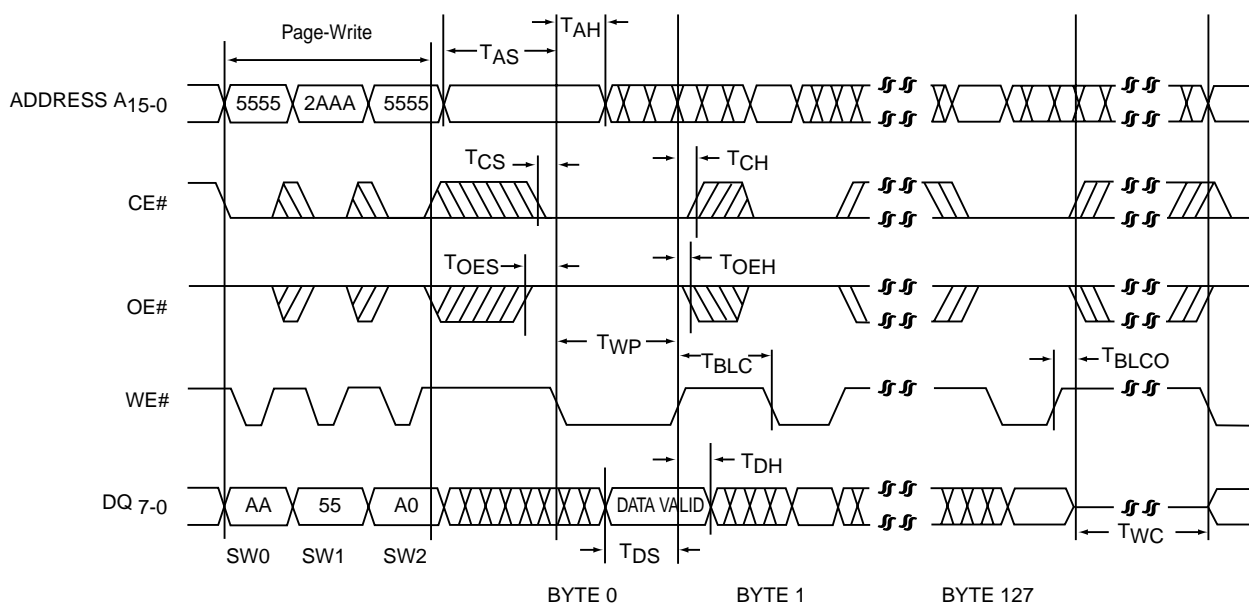 Page-Write
TAH
TAS
ADDRESS A15-0
5555 2AAA 5555
TCS
TCH
CE#
TOES
TOEH
OE#
TWP
TBLC
TBLCO
WE#
TDH
DQ 7-0
AA 55 A0
DATA VALID
SW0 SW1 SW2
TDS
TWC
BYTE 0 BYTE 1 BYTE 127